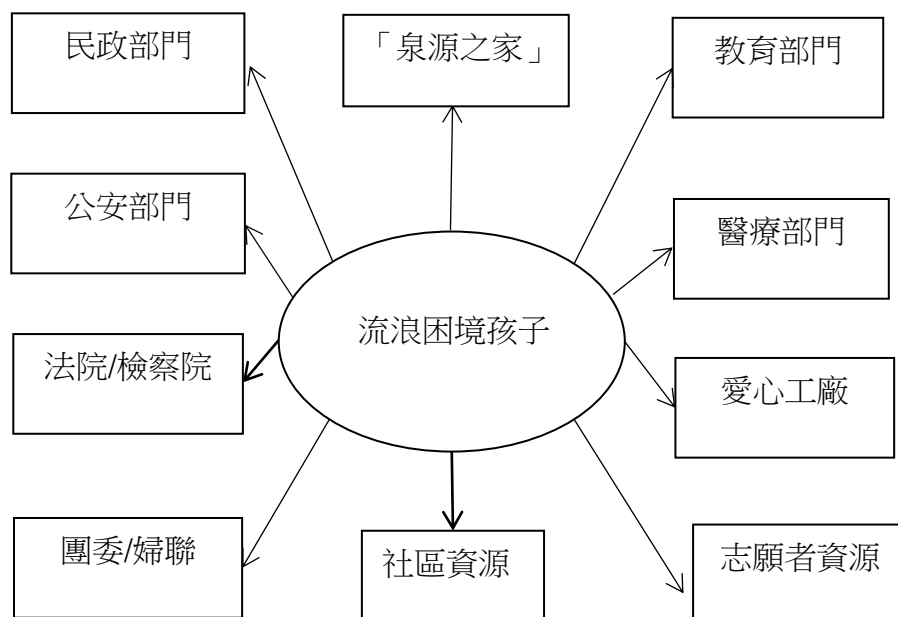 民政部門
「泉源之家」
教育部門
公安部門
醫療部門
流浪困境孩子
法院/檢察院
愛心工廠
團委/婦聯
社區資源
志願者資源